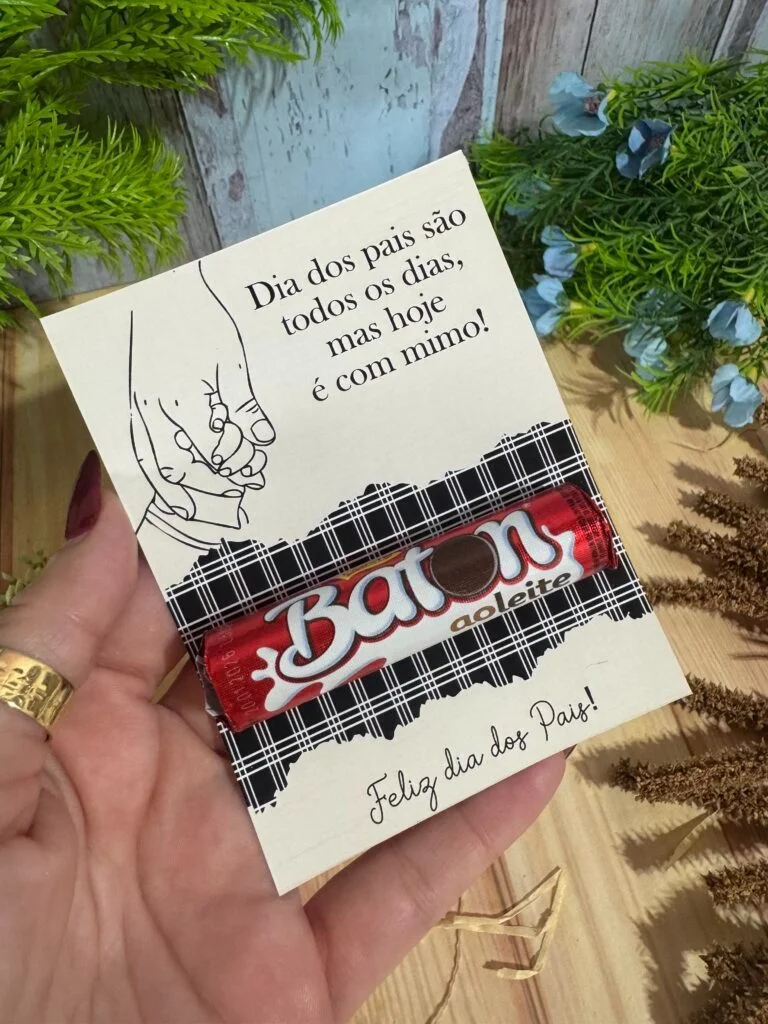 Dia dos pais são
todos os dias,
mas hoje
é com mimo!
Baton
ao leite
Feliz dia dos Pais!